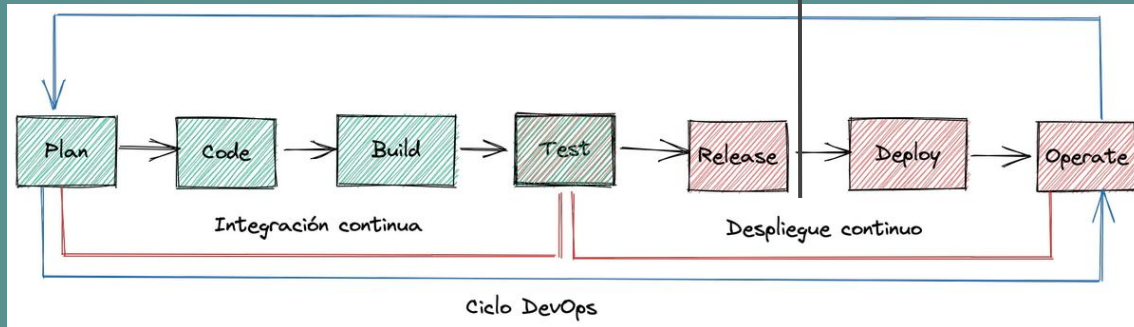 Plan
Code
Build
Test
Release
Deploy
Operate
Integración continua
Despliegue continuo
Ciclo DevOps